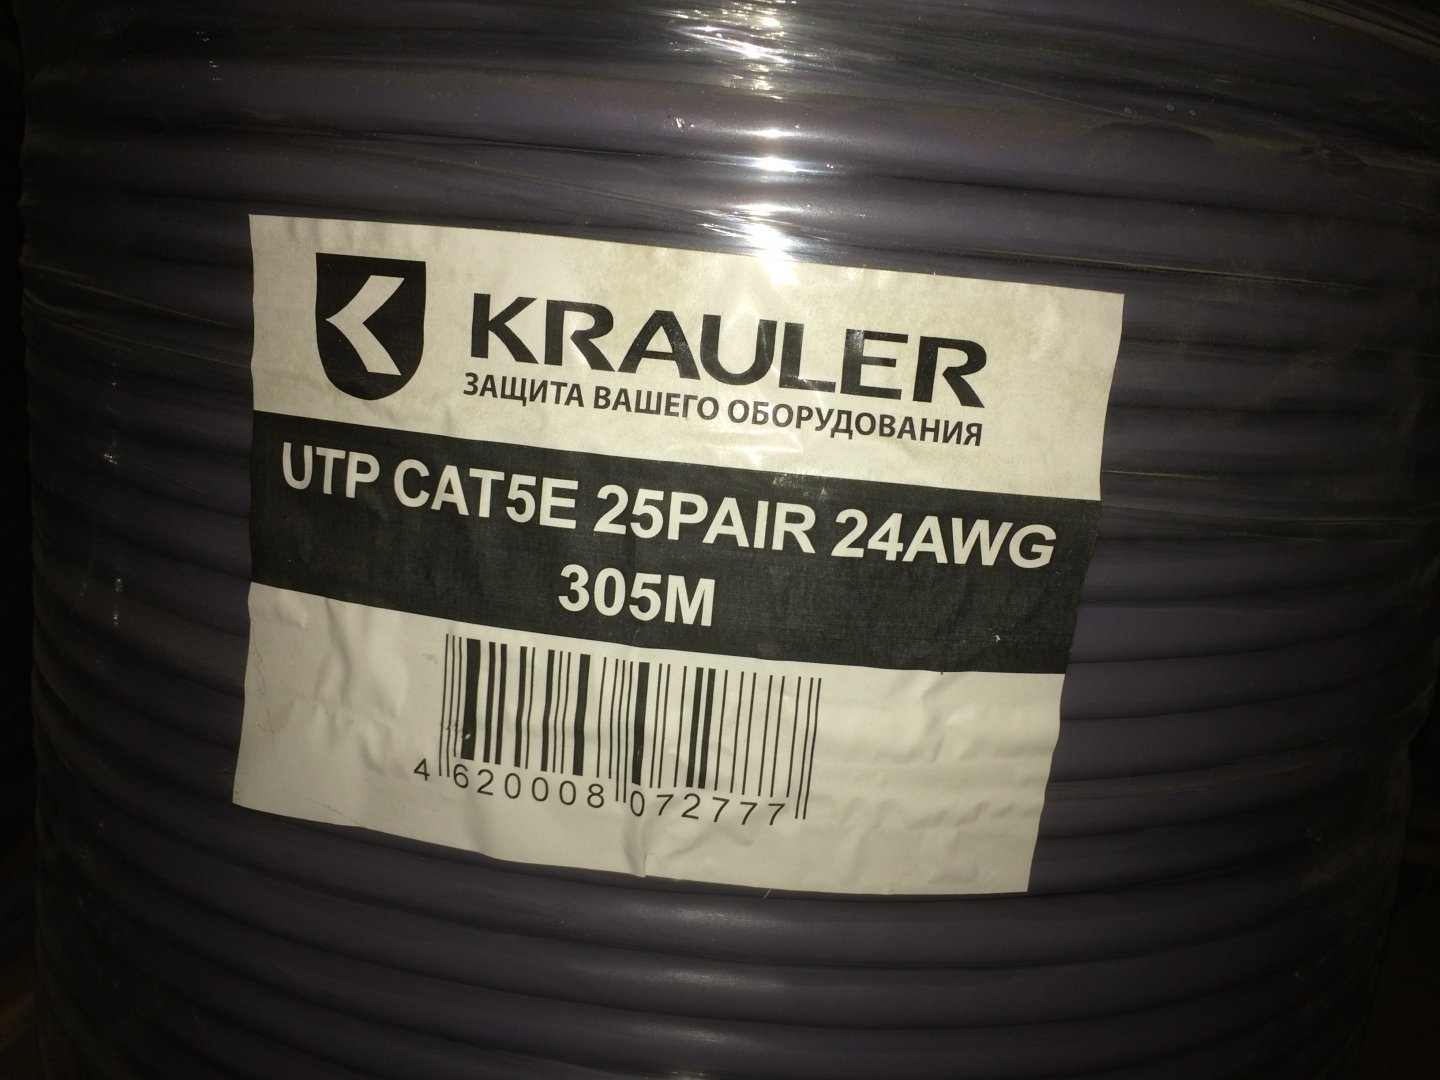 KRAULER
ЗАЩИТА ВАШЕГО ОБОРУДОВАНИЯ
UTP CAT5E 25PAIR 24AWG
305M
4 620008 072777